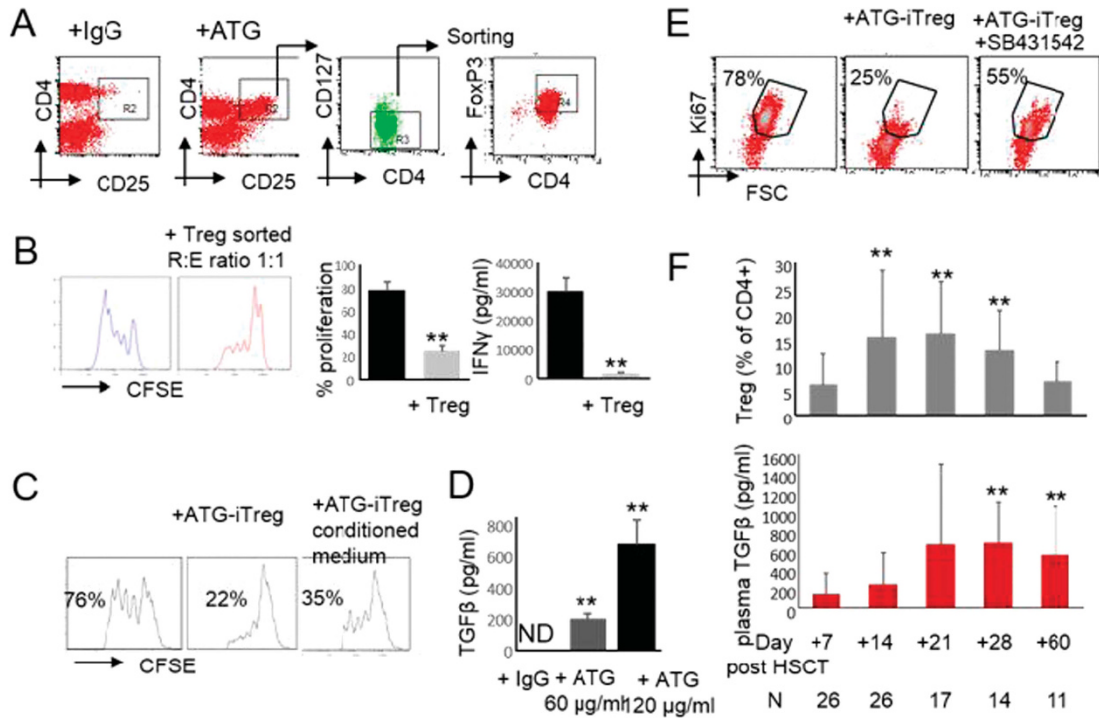 A
+IgG
+ATG
Sorting
CD4
R2
CD25
CD4
CD25
CD127
R3
CD4
FoxP3
R4
CD4
B
+ Treg sorted
R:E ratio 1:1
CFSE
% proliferation
100
80
60
40
20
0
**
+ Treg
IFNγ (pg/ml)
40000
30000
20000
10000
0
**
+ Treg
C
+ATG-iTreg
+ATG-iTreg
conditioned
medium
76%
22%
35%
CFSE
D
TGFβ (pg/ml)
800
600
400
200
0
ND
**
**
+ IgG
+ ATG
60 µg/ml
+ ATG
120 µg/ml
E
+ATG-iTreg
+ATG-iTreg
+SB431542
78%
25%
55%
Ki67
FSC
F
Treg (% of CD4+)
30
25
20
15
10
5
0
**
**
**
plasma TGFβ (pg/ml)
1600
1400
1200
1000
800
600
400
200
0
**
**
Day +7 +14 +21 +28 +60
post HSCT
N 26 26 17 14 11